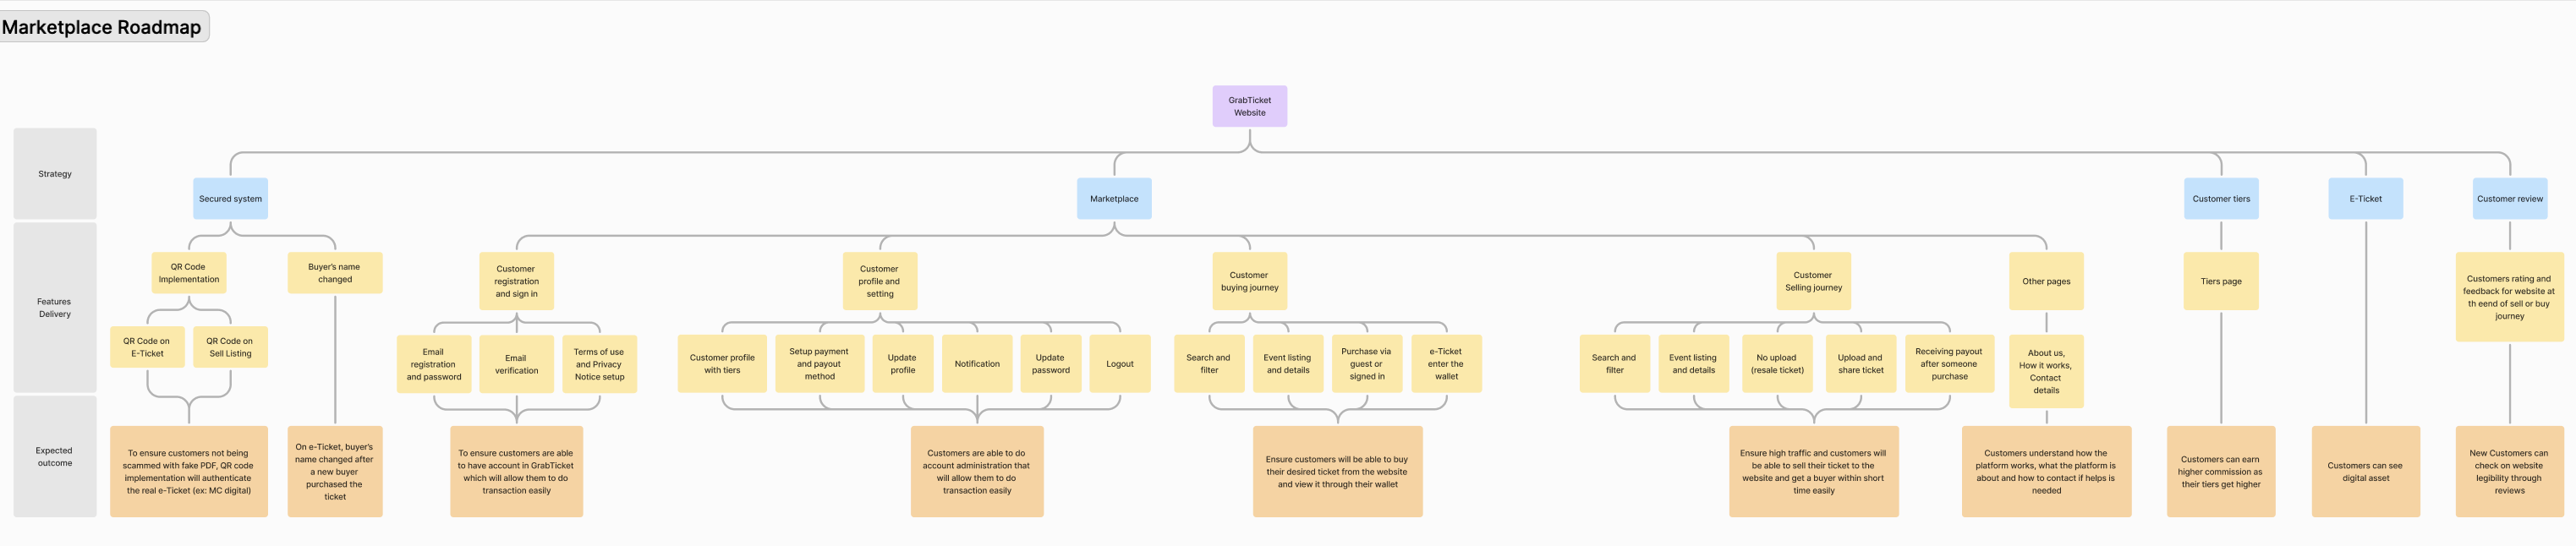 Marketplace Roadmap
GrabTicket
Website
Strategy
Secured system
Marketplace
Customer tiers
E-Ticket
Customer review
Features
Delivery
QR Code
Implementation
Buyer's name
changed
Customer
registration
and sign in
Customer
profile and
setting
Customer
buying journey
Customer
Selling journey
Other pages
Tiers page
Customers rating and
feedback for website at
th eend of sell or buy
journey
QR Code on
E-Ticket
QR Code on
Sell Listing
Email
registration
and password
Email
verification
Terms of use
and Privacy
Notice setup
Customer profile
with tiers
Setup payment
and payout
method
Update
profile
Notification
Update
password
Logout
Search and
filter
Event listing
and details
Purchase via
guest or
signed in
e-Ticket
enter the
wallet
Search and
filter
Event listing
and details
No upload
(resale ticket)
Upload and
share ticket
Receiving payout
after someone
purchase
About us,
How it works,
Contact
details
Expected
outcome
To ensure customers not being
scammed with fake PDF, QR code
implementation will authenticate
the real e-Ticket (ex: MC digital)
On e-Ticket, buyer's
name changed after
a new buyer
purchased the
ticket
To ensure customers are able
to have account in GrabTicket
which will allow them to do
transaction easily
Customers are able to do
account administration that
will allow them to do
transaction easily
Ensure customers will be able to buy
their desired ticket from the website
and view it through their wallet
Ensure high traffic and customers will
be able to sell their ticket to the
website and get a buyer within short
time easily
Customers understand how the
platform works, what the platform is
about and how to contact if helps is
needed
Customers can earn
higher commission as
their tiers get higher
Customers can see
digital asset
New Customers can
check on website
legibility through
reviews